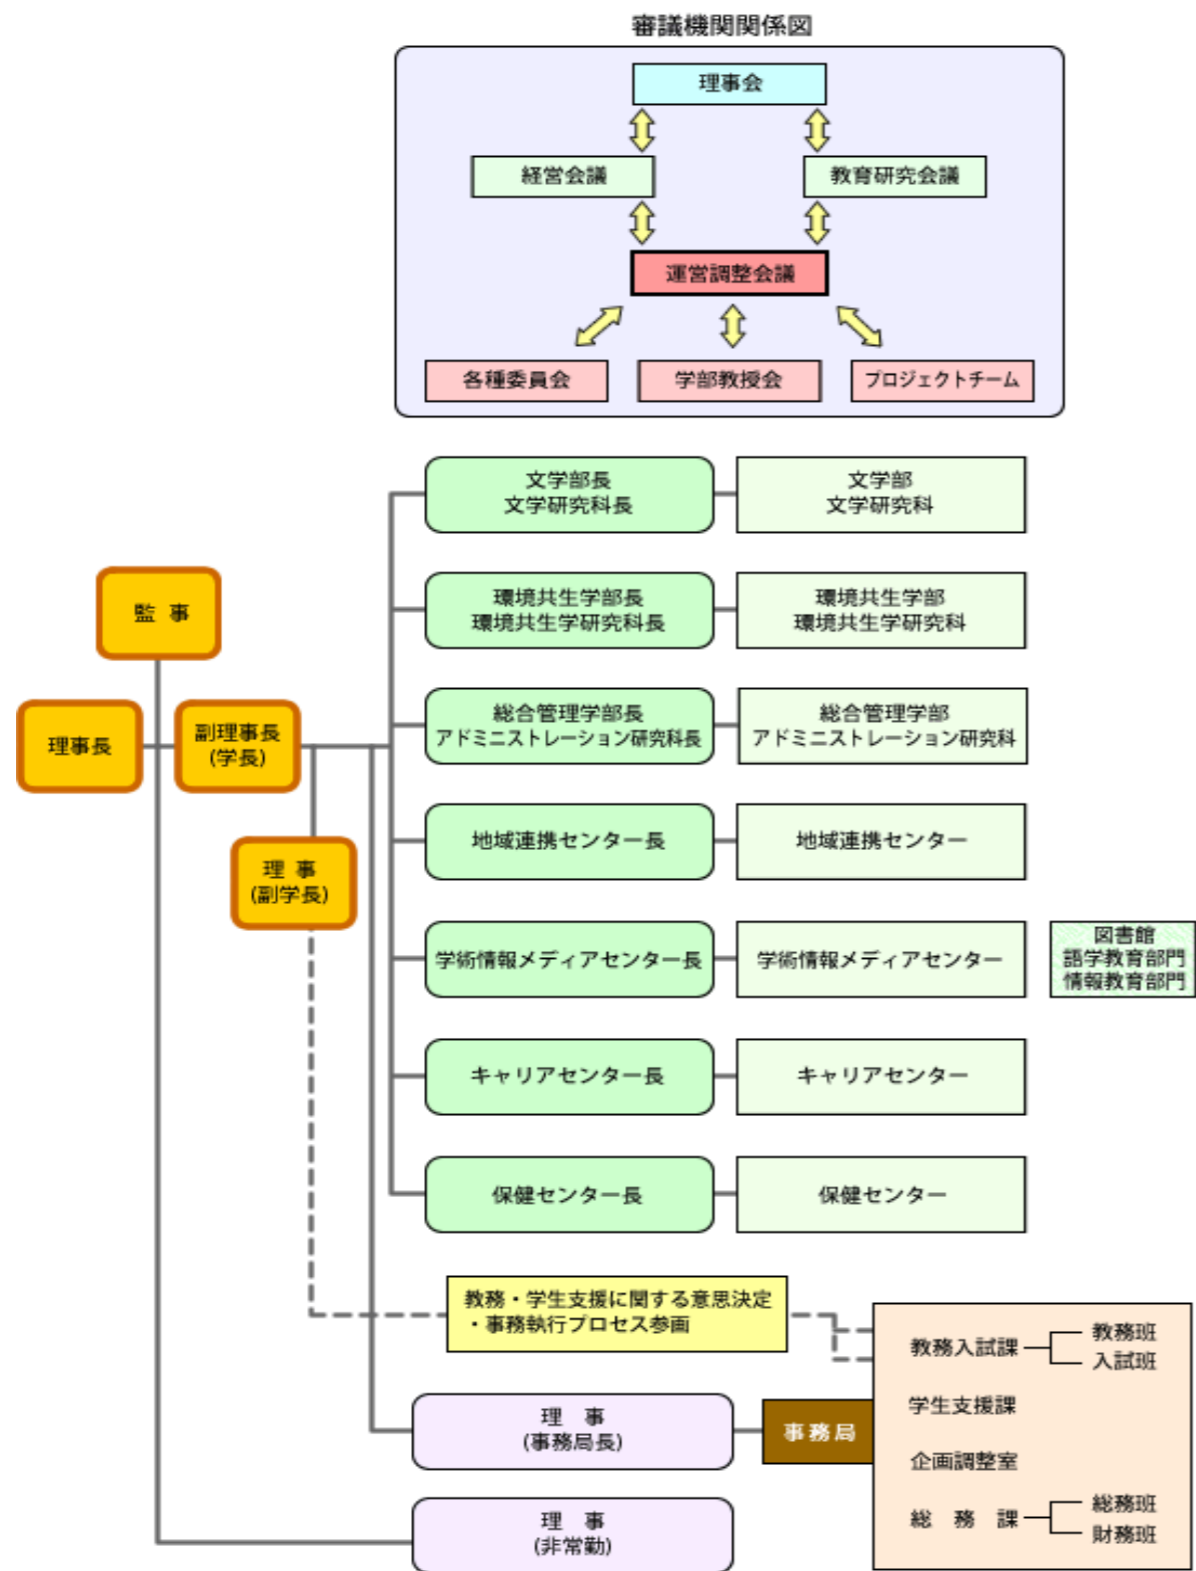 審議機関関係図
理事会
経営会議
教育研究会議
運営調整会議
各種委員会
学部教授会
プロジェクトチーム
文学部長
文学研究科長
文学部
文学研究科
環境共生学部長
環境共生学研究科長
環境共生学部
環境共生学研究科
監 事
理事長
副理事長
(学長)
総合管理学部長
アドミニストレーション研究科長
総合管理学部
アドミニストレーション研究科
理 事
(副学長)
地域連携センター長
地域連携センター
学術情報メディアセンター長
学術情報メディアセンター
図書館
語学教育部門
情報教育部門
キャリアセンター長
キャリアセンター
保健センター長
保健センター
教務・学生支援に関する意思決定
・事務執行プロセス参画
理 事
(事務局長)
事務局
教務入試課
教務班
入試班
学生支援課
企画調整室
総 務 課
総務班
財務班
理 事
(非常勤)